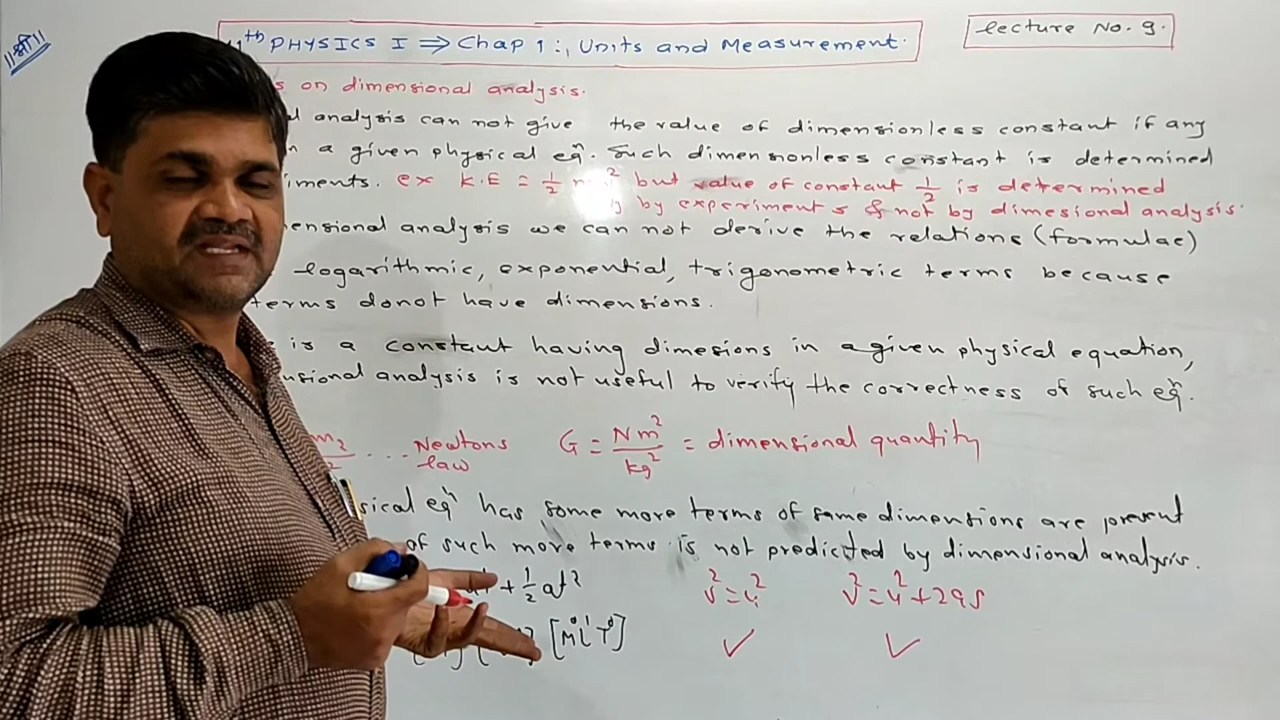 ॥श्री॥
11th PHYSICS I ⇒ Chap 1:, Units and Measurement.
Lecture No. 9.
on dimensional analysis.
analysis can not give the value of dimensionless constant if any
a given physical eqⁿ. Such dimensionless constant is determined
iments. ex K.E = ½ but value of constant ½ is determined
by experiments & not by dimesional analysis.
ensional analysis we can not derive the relations (formulae)
logarithmic, exponential, trigonometric terms because
terms donot have dimensions.
is a constant having dimesions in a given physical equation,
nsional analysis is not useful to verify the correctness of such eqⁿ.
m₂ ... Newtons law G = Nm²/kg² = dimensional quantity
sical eqⁿ has some more terms of same dimentions are present
of such more terms is not predicted by dimensional analysis.
+ ½ at² v² = u² v² = u² + 2as
[M⁰L¹T⁰] ✓ ✓